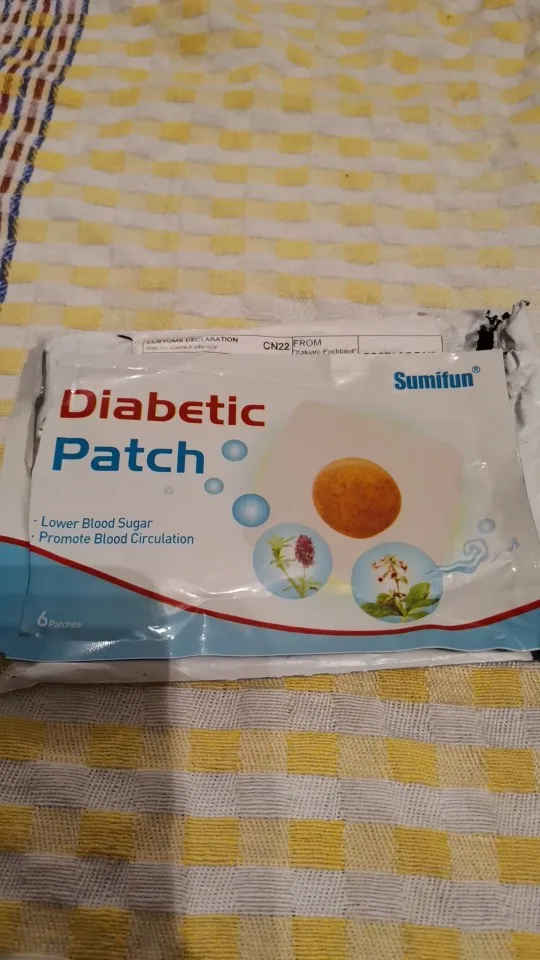 CUSTOMS DECLARATION
CN22
FROM
Sumifun®
Diabetic
Patch
· Lower Blood Sugar
· Promote Blood Circulation
6 Patches